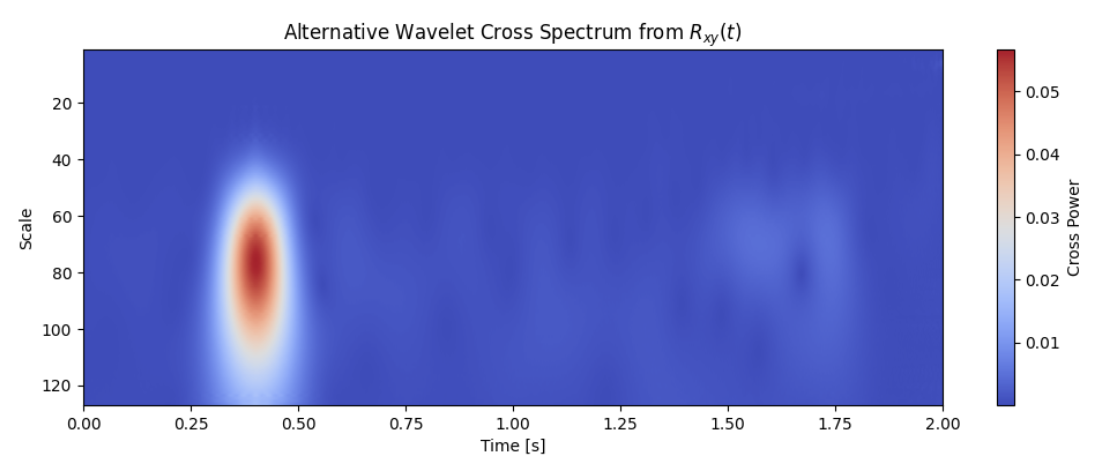 Alternative Wavelet Cross Spectrum from $R_{xy}(t)$
20
40
60
80
100
120
Scale
0.00 0.25 0.50 0.75 1.00 1.25 1.50 1.75 2.00
Time [s]
0.05
0.04
0.03
0.02
0.01
Cross Power